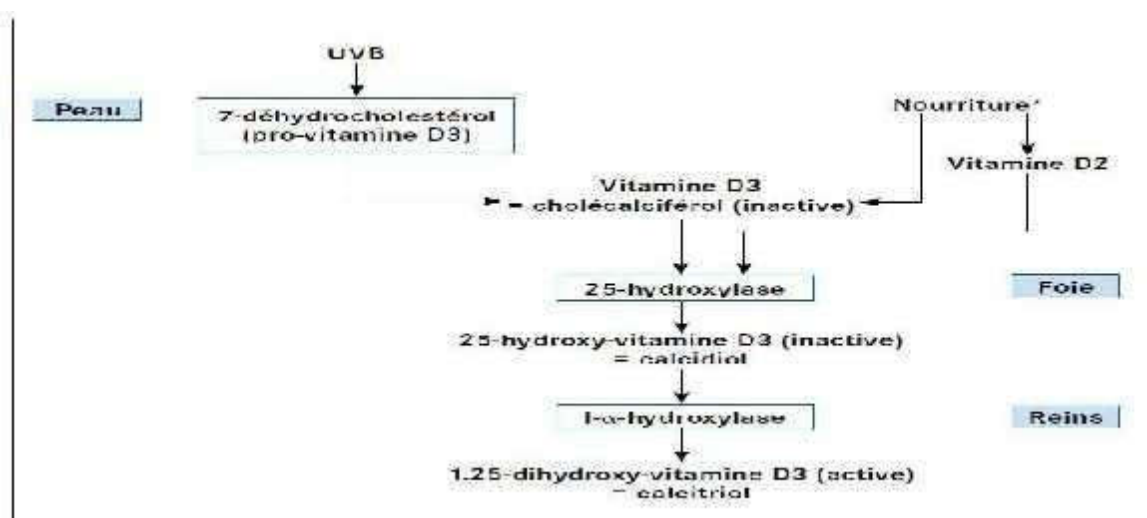 UVB
Peau
7-déhydrocholestérol
(pro-vitamine D3)
Nourriture*
Vitamine D2
Vitamine D3
= cholécalciférol (inactive)
25-hydroxylase
Foie
25-hydroxy-vitamine D3 (inactive)
= calcidiol
1-α-hydroxylase
Reins
1.25-dihydroxy-vitamine D3 (active)
= calcitriol